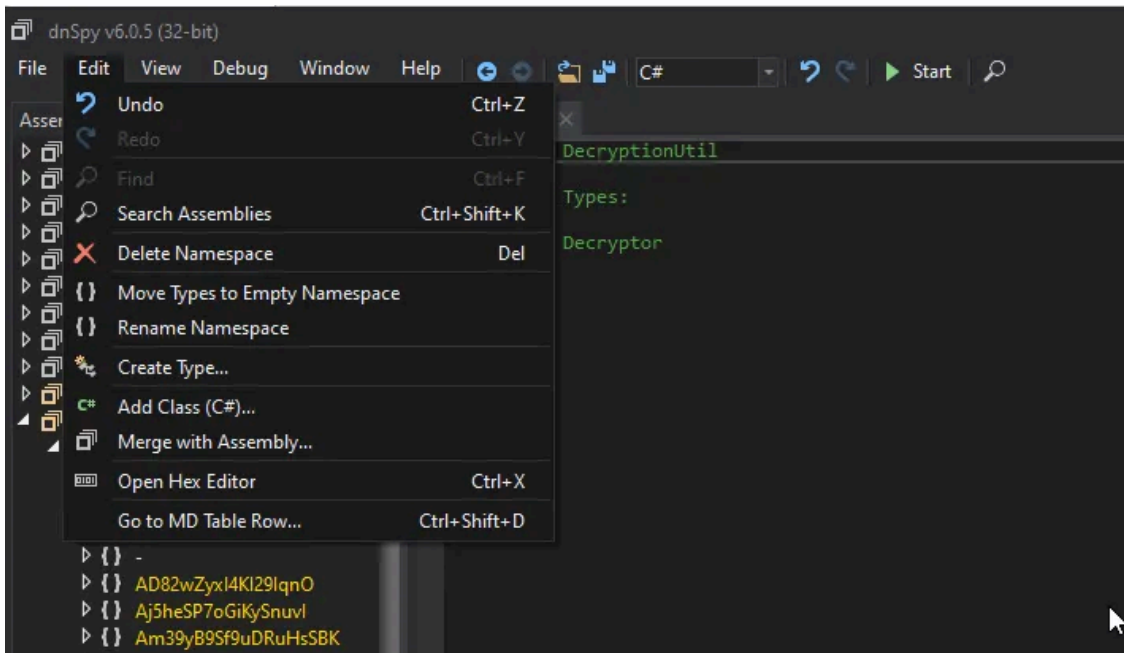 dnSpy v6.0.5 (32-bit)
File Edit View Debug Window Help C# Start
Undo Ctrl+Z
Assem
Redo Ctrl+Y
DecryptionUtil
Find Ctrl+F
Types:
Search Assemblies Ctrl+Shift+K
Decryptor
Delete Namespace Del
{ } Move Types to Empty Namespace
{ } Rename Namespace
Create Type...
C# Add Class (C#)...
Merge with Assembly...
Open Hex Editor Ctrl+X
Go to MD Table Row... Ctrl+Shift+D
{ } -
{ } AD82wZyxl4Kl29lqnO
{ } Aj5heSP7oGiKySnuvl
{ } Am39yB9Sf9uDRuHsSBK